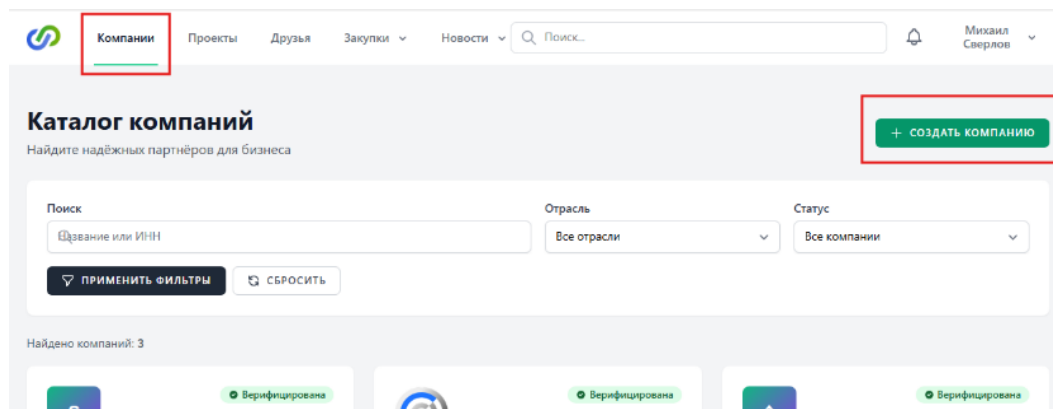 Компании Проекты Друзья Закупки Новости Поиск... Михаил Сверлов
Каталог компаний
+ СОЗДАТЬ КОМПАНИЮ
Найдите надёжных партнёров для бизнеса
Поиск Отрасль Статус
Название или ИНН Все отрасли Все компании
ПРИМЕНИТЬ ФИЛЬТРЫ СБРОСИТЬ
Найдено компаний: 3
Верифицирована Верифицирована Верифицирована